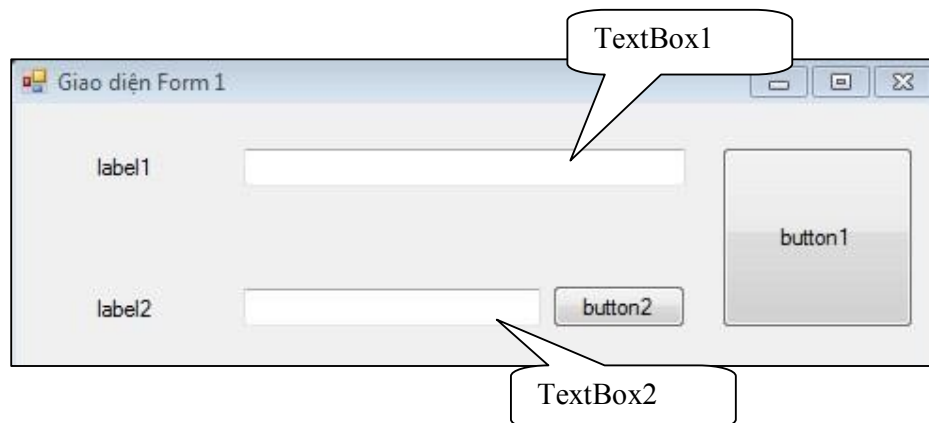 TextBox1
Giao diện Form 1
label1
button1
label2
button2
TextBox2